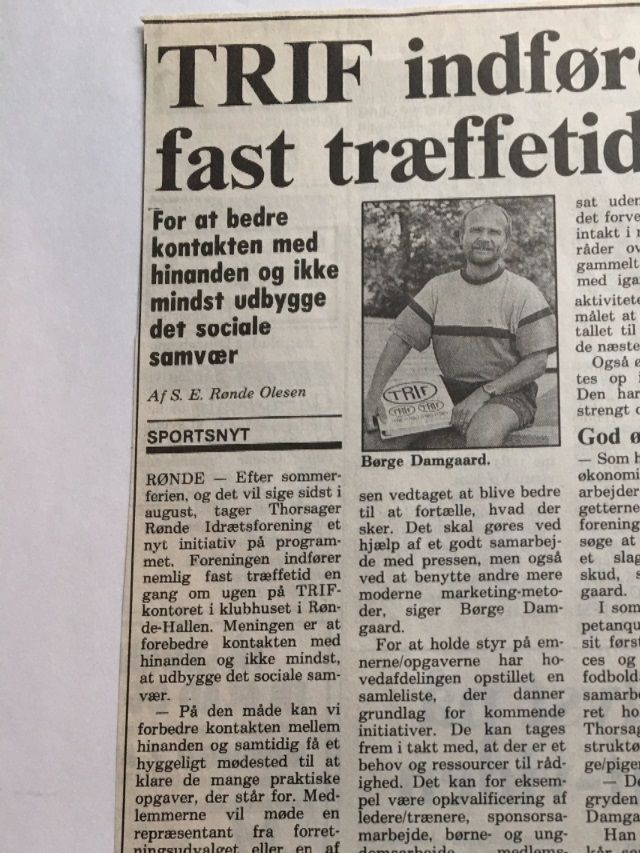 TRIF indføre
fast træffetid
For at bedre
kontakten med
hinanden og ikke
mindst udbygge
det sociale
samvær
Af S. E. Rønde Olesen
SPORTSNYT
RØNDE — Efter sommer-
ferien, og det vil sige sidst i
august, tager Thorsager
Rønde Idrætsforening et
nyt initiativ på program-
met. Foreningen indfører
nemlig fast træffetid en
gang om ugen på TRIF-
kontoret i klubhuset i Røn-
de-Hallen. Meningen er at
forebedre kontakten med
hinanden og ikke mindst,
at udbygge det sociale sam-
vær.
— På den måde kan vi
forbedre kontakten mellem
hinanden og samtidig få et
hyggeligt mødested til at
klare de mange praktiske
opgaver, der står for. Med-
lemmerne vil møde en
repræsentant fra forret-
ningsudvalget eller en af
TRIF
TRIF TRIF
Børge Damgaard.
sen vedtaget at blive bedre
til at fortælle, hvad der
sker. Det skal gøres ved
hjælp af et godt samarbej-
de med pressen, men også
ved at benytte andre mere
moderne marketing-meto-
der, siger Børge Dam-
gaard.
For at holde styr på em-
nerne/opgaverne har ho-
vedafdelingen opstillet en
samleliste, der danner
grundlag for kommende
initiativer. De kan tages
frem i takt med, at der er et
behov og ressourcer til råd-
ighed. Det kan for eksem-
pel være opkvalificering af
ledere/trænere, sponsorsa-
marbejde, børne- og ung-
domsarbejde, medlems-
sat uden
det forve
intakt i
råder ov
gammelt
med iga
aktivitete
målet at
tallet til
de næste
Også ø
tes op i
Den har
strengt o
God ø
— Som h
økonomi
arbejder
getterne
forening
søge at
et slag
skud, s
gaard.
I som
petanqu
sit først
ces og
fodbold
samarbe
ret ho
Thorsag
struktø
ge/piger
— De
gryden
Damga
Han